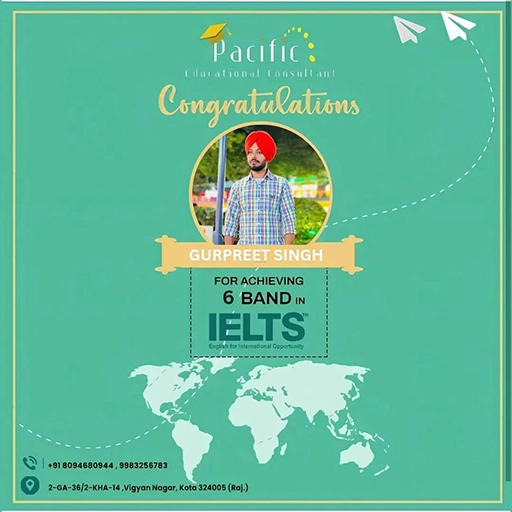 Pacific
Educational Consultant
Congratulations
GURPREET SINGH
FOR ACHIEVING
6 BAND IN
IELTS™
English for International Opportunity
+91 8094680944 , 9983256783
2-GA-36/2-KHA-14 ,Vigyan Nagar, Kota 324005 (Raj.)